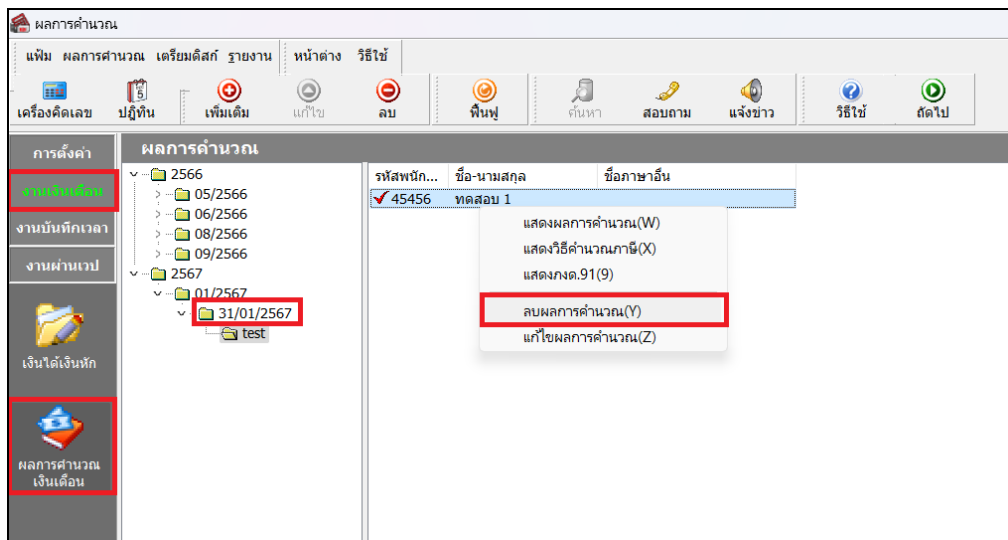 ผลการคำนวณ
แฟ้ม ผลการคำนวณ เตรียมดิสก์ รายงาน หน้าต่าง วิธีใช้
เครื่องคิดเลข ปฏิทิน เพิ่มเติม แก้ไข ลบ ฟื้นฟู ค้นหา สอบถาม แจ้งข่าว วิธีใช้ ถัดไป
การตั้งค่า
งานเงินเดือน
งานบันทึกเวลา
งานผ่านเวป
เงินได้เงินหัก
ผลการคำนวณ
เงินเดือน
ผลการคำนวณ
2566
05/2566
06/2566
08/2566
09/2566
2567
01/2567
31/01/2567
test
รหัสพนัก... ชื่อ-นามสกุล ชื่อภาษาอื่น
45456 ทดสอบ 1
แสดงผลการคำนวณ(W)
แสดงวิธีคำนวณภาษี(X)
แสดงภงด.91(9)
ลบผลการคำนวณ(Y)
แก้ไขผลการคำนวณ(Z)